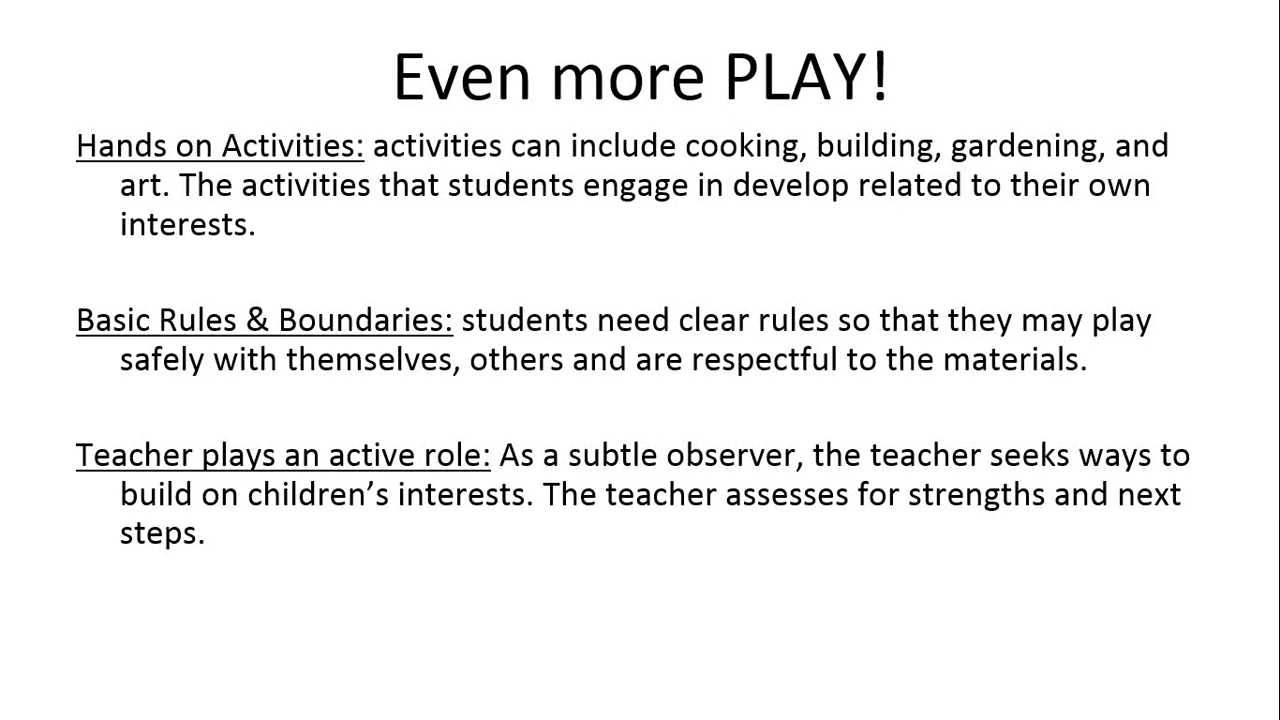 Even more PLAY!
Hands on Activities: activities can include cooking, building, gardening, and
art. The activities that students engage in develop related to their own
interests.
Basic Rules & Boundaries: students need clear rules so that they may play
safely with themselves, others and are respectful to the materials.
Teacher plays an active role: As a subtle observer, the teacher seeks ways to
build on children’s interests. The teacher assesses for strengths and next
steps.